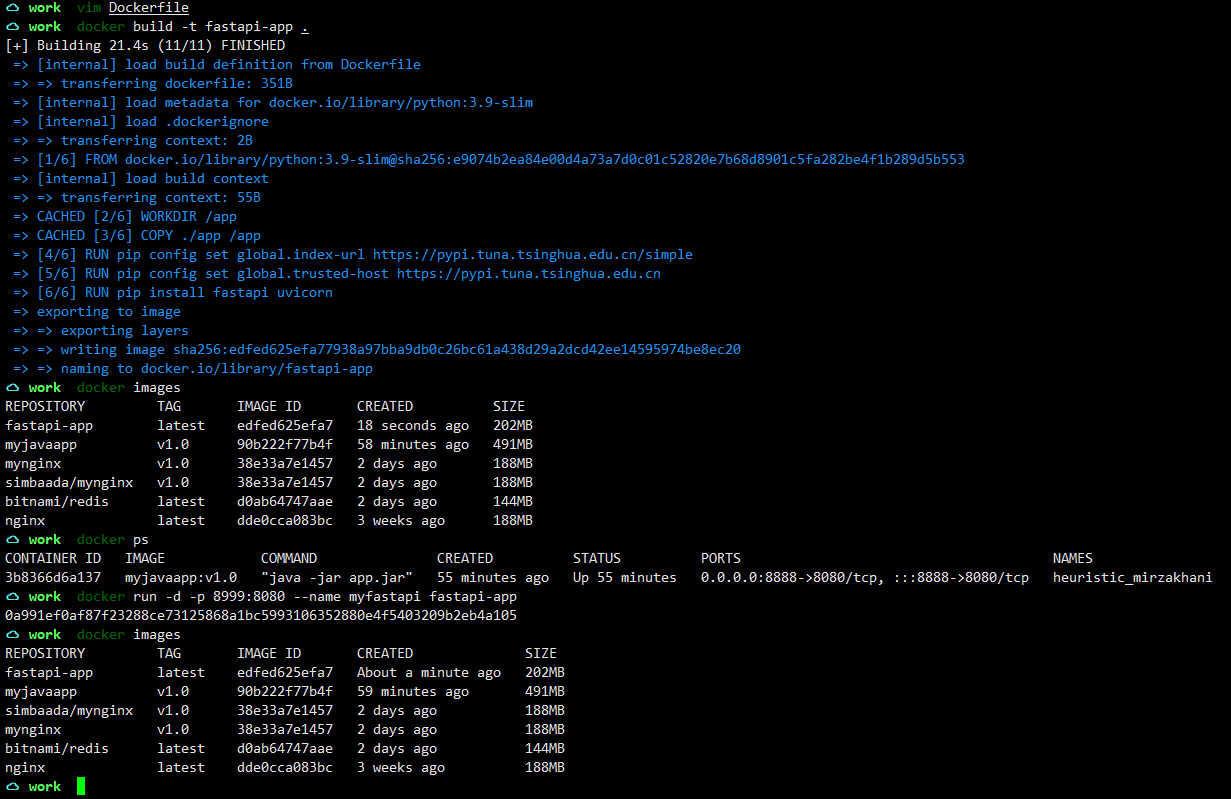 work vim Dockerfile
work docker build -t fastapi-app .
[+] Building 21.4s (11/11) FINISHED
=> [internal] load build definition from Dockerfile
=> => transferring dockerfile: 351B
=> [internal] load metadata for docker.io/library/python:3.9-slim
=> [internal] load .dockerignore
=> => transferring context: 2B
=> [1/6] FROM docker.io/library/python:3.9-slim@sha256:e9074b2ea84e00d4a73a7d0c01c52820e7b68d8901c5fa282be4f1b289d5b553
=> [internal] load build context
=> => transferring context: 55B
=> CACHED [2/6] WORKDIR /app
=> CACHED [3/6] COPY ./app /app
=> [4/6] RUN pip config set global.index-url https://pypi.tuna.tsinghua.edu.cn/simple
=> [5/6] RUN pip config set global.trusted-host https://pypi.tuna.tsinghua.edu.cn
=> [6/6] RUN pip install fastapi uvicorn
=> exporting to image
=> => exporting layers
=> => writing image sha256:edfed625efa77938a97bba9db0c26bc61a438d29a2dcd42ee14595974be8ec20
=> => naming to docker.io/library/fastapi-app
work docker images
REPOSITORY TAG IMAGE ID CREATED SIZE
fastapi-app latest edfed625efa7 18 seconds ago 202MB
myjavaapp v1.0 90b222f77b4f 58 minutes ago 491MB
mynginx v1.0 38e33a7e1457 2 days ago 188MB
simbaada/mynginx v1.0 38e33a7e1457 2 days ago 188MB
bitnami/redis latest d0ab64747aae 2 days ago 144MB
nginx latest dde0cca083bc 3 weeks ago 188MB
work docker ps
CONTAINER ID IMAGE COMMAND CREATED STATUS PORTS NAMES
3b8366d6a137 myjavaapp:v1.0 "java -jar app.jar" 55 minutes ago Up 55 minutes 0.0.0.0:8888->8080/tcp, :::8888->8080/tcp heuristic_mirzakhani
work docker run -d -p 8999:8080 --name myfastapi fastapi-app
0a991ef0af87f23288ce73125868a1bc5993106352880e4f5403209b2eb4a105
work docker images
REPOSITORY TAG IMAGE ID CREATED SIZE
fastapi-app latest edfed625efa7 About a minute ago 202MB
myjavaapp v1.0 90b222f77b4f 59 minutes ago 491MB
simbaada/mynginx v1.0 38e33a7e1457 2 days ago 188MB
mynginx v1.0 38e33a7e1457 2 days ago 188MB
bitnami/redis latest d0ab64747aae 2 days ago 144MB
nginx latest dde0cca083bc 3 weeks ago 188MB
work